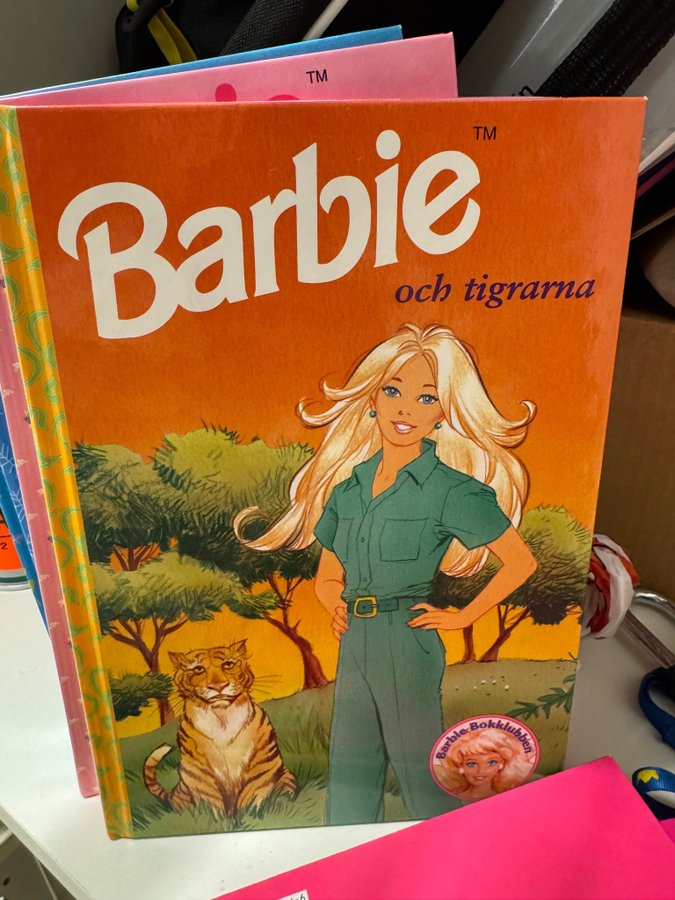 TM
Barbie
TM
och tigrarna
Barbie Bokklubben